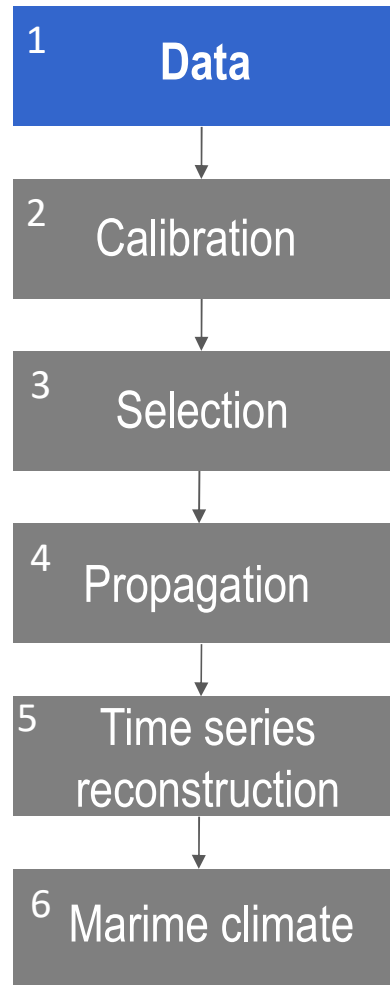 1
Data
2
Calibration
3
Selection
4
Propagation
5
Time series
reconstruction
6
Marime climate